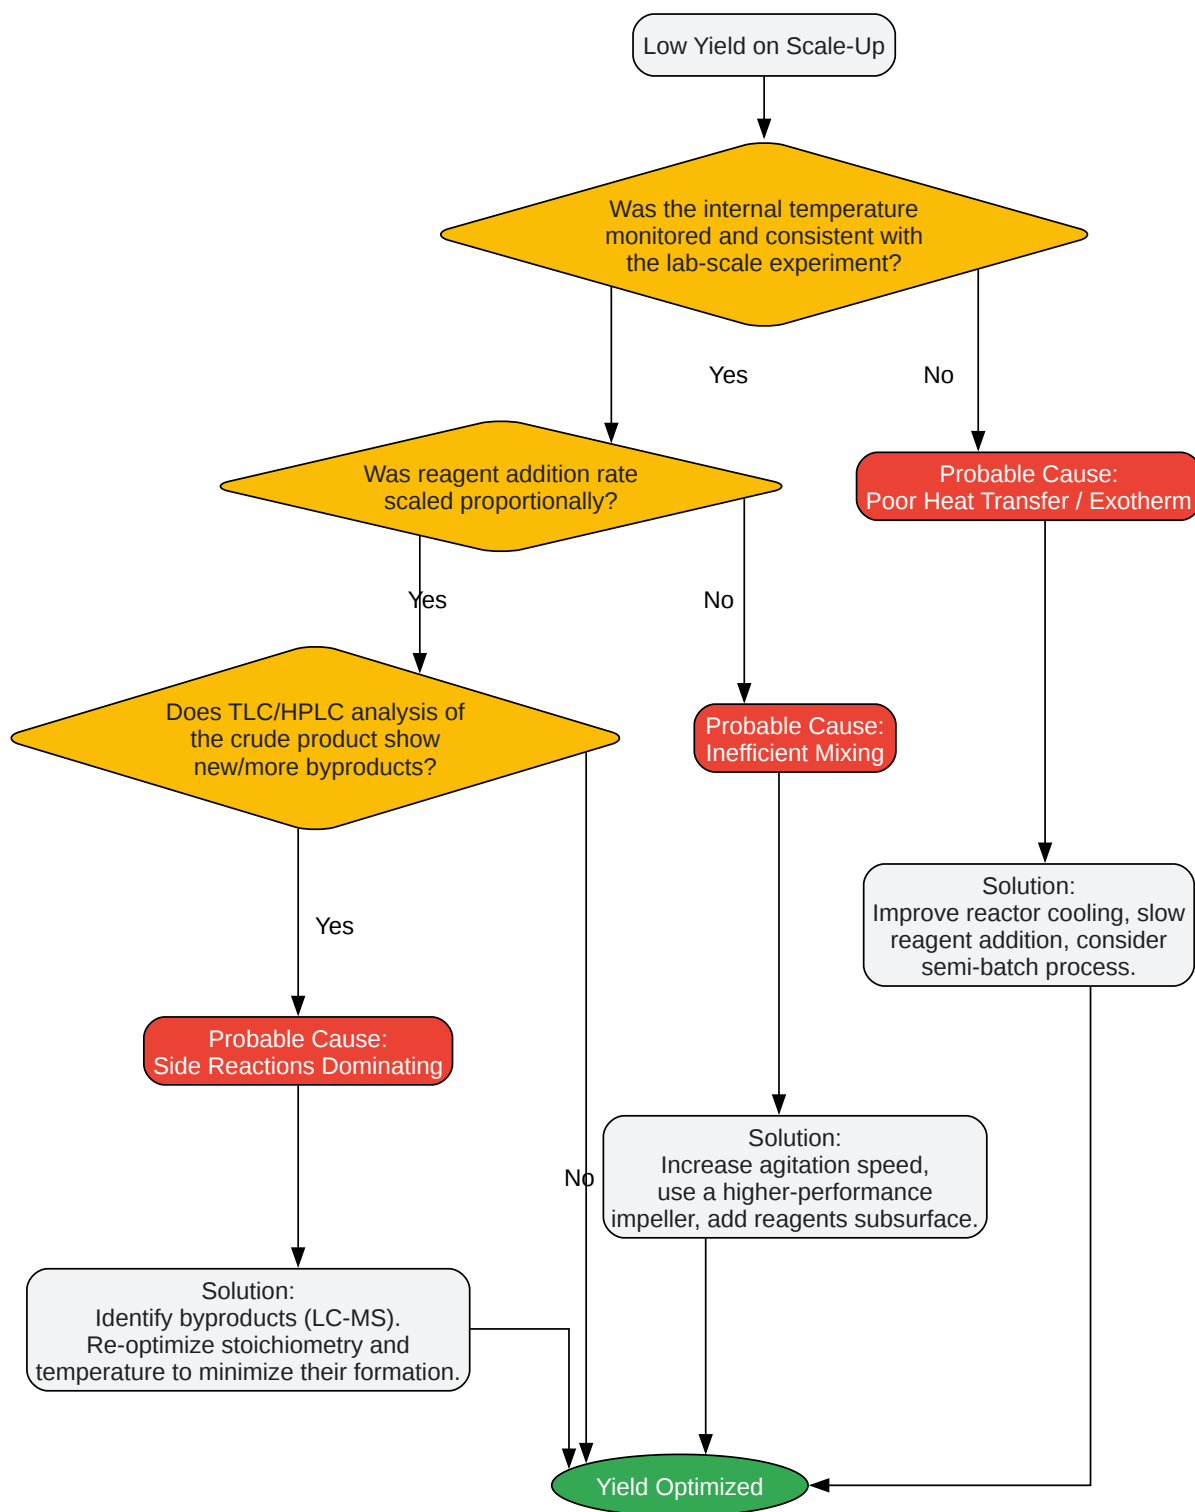 Low Yield on Scale-Up
Was the internal temperature
monitored and consistent with
the lab-scale experiment?
Yes
No
Was reagent addition rate
scaled proportionally?
Probable Cause:
Poor Heat Transfer / Exotherm
Yes
No
Does TLC/HPLC analysis of
the crude product show
new/more byproducts?
Probable Cause:
Inefficient Mixing
Solution:
Improve reactor cooling, slow
reagent addition, consider
semi-batch process.
Yes
Probable Cause:
Side Reactions Dominating
Solution:
Increase agitation speed,
use a higher-performance
impeller, add reagents subsurface.
No
Solution:
Identify byproducts (LC-MS).
Re-optimize stoichiometry and
temperature to minimize their formation.
Yield Optimized